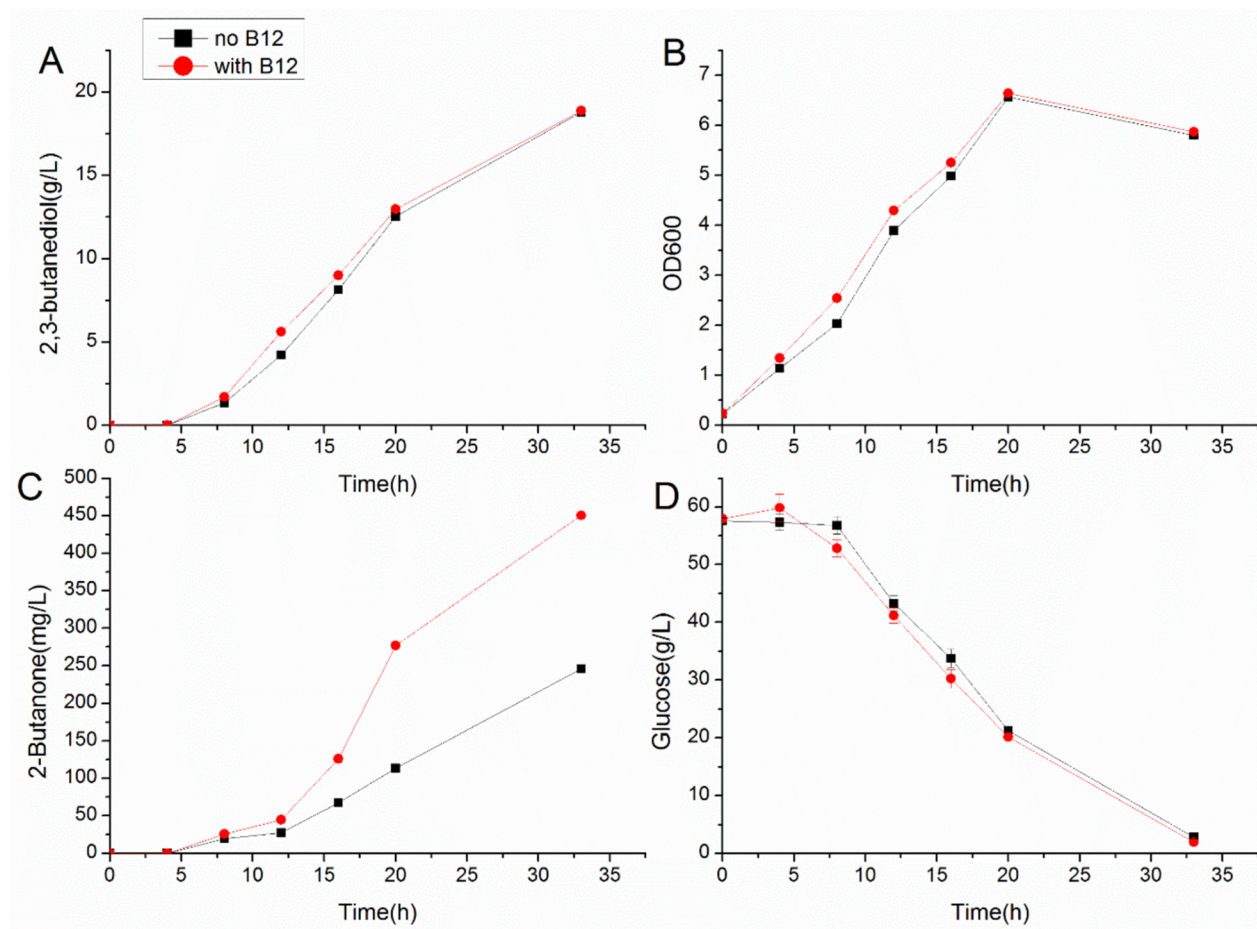 no B12
with B12
A
2,3-butanediol(g/L)
20
15
10
5
0
0 5 10 15 20 25 30 35
Time(h)
B
OD600
7
6
5
4
3
2
1
0
0 5 10 15 20 25 30 35
Time(h)
C
2-Butanone(mg/L)
500
450
400
350
300
250
200
150
100
50
0
0 5 10 15 20 25 30 35
Time(h)
D
Glucose(g/L)
60
50
40
30
20
10
0
0 5 10 15 20 25 30 35
Time(h)